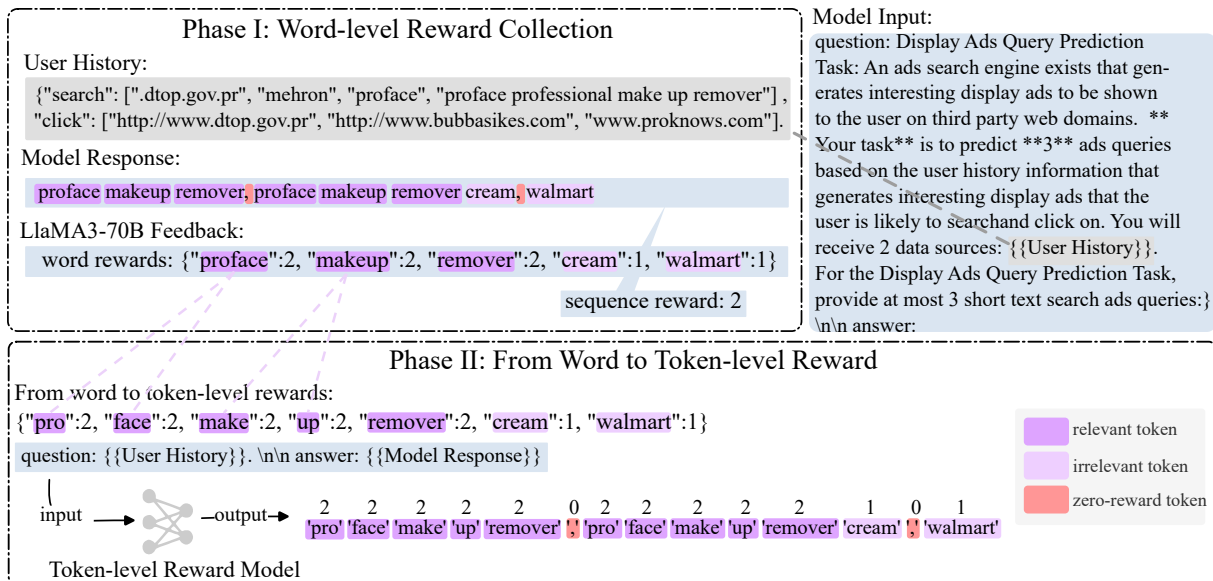 Phase I: Word-level Reward Collection
User History:
{"search": [".dtop.gov.pr", "mehron", "proface", "proface professional make up remover"] ,
"click": ["http://www.dtop.gov.pr", "http://www.bubbasikes.com", "www.proknows.com"].
Model Response:
proface makeup remover, proface makeup remover cream, walmart
LlaMA3-70B Feedback:
word rewards: {"proface":2, "makeup":2, "remover":2, "cream":1, "walmart":1}
sequence reward: 2
Model Input:
question: Display Ads Query Prediction
Task: An ads search engine exists that gen-
erates interesting display ads to be shown
to the user on third party web domains. **
Your task** is to predict **3** ads queries
based on the user history information that
generates interesting display ads that the
user is likely to searchand click on. You will
receive 2 data sources: {{User History}}.
For the Display Ads Query Prediction Task,
provide at most 3 short text search ads queries:}
\n\n answer:
Phase II: From Word to Token-level Reward
From word to token-level rewards:
{"pro":2, "face":2, "make":2, "up":2, "remover":2, "cream":1, "walmart":1}
question: {{User History}}. \n\n answer: {{Model Response}}
input
output
2 2 2 2 2 0 2 2 2 2 2 1 0 1
'pro' 'face' 'make' 'up' 'remover' ',' 'pro' 'face' 'make' 'up' 'remover' 'cream' ',' 'walmart'
Token-level Reward Model
relevant token
irrelevant token
zero-reward token